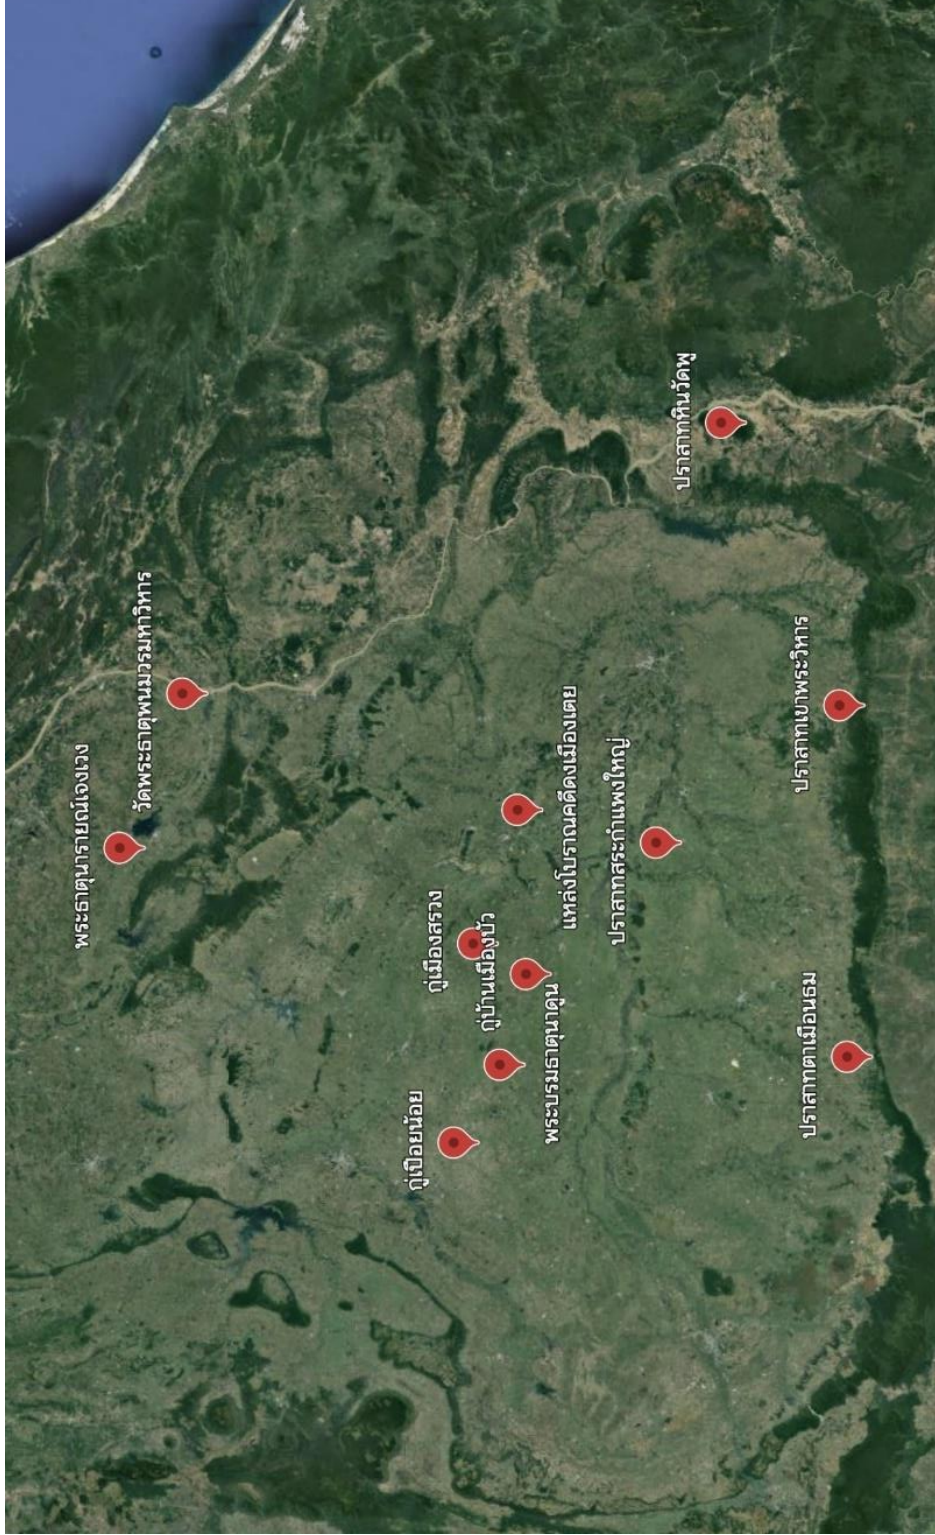 พระธาตุนารายณ์เจงเวง
วัดพระธาตุพนมวรมหาวิหาร
กู่เปือยน้อย
กู่เมืองสรวง
กู่บ้านเมืองบัว
พระบรมธาตุนาดูน
แหล่งโบราณคดีดงเมืองเตย
ปราสาทสระกำแพงใหญ่
ปราสาทหินวัดพู
ปราสาทตาเมือนธม
ปราสาทเขาพระวิหาร